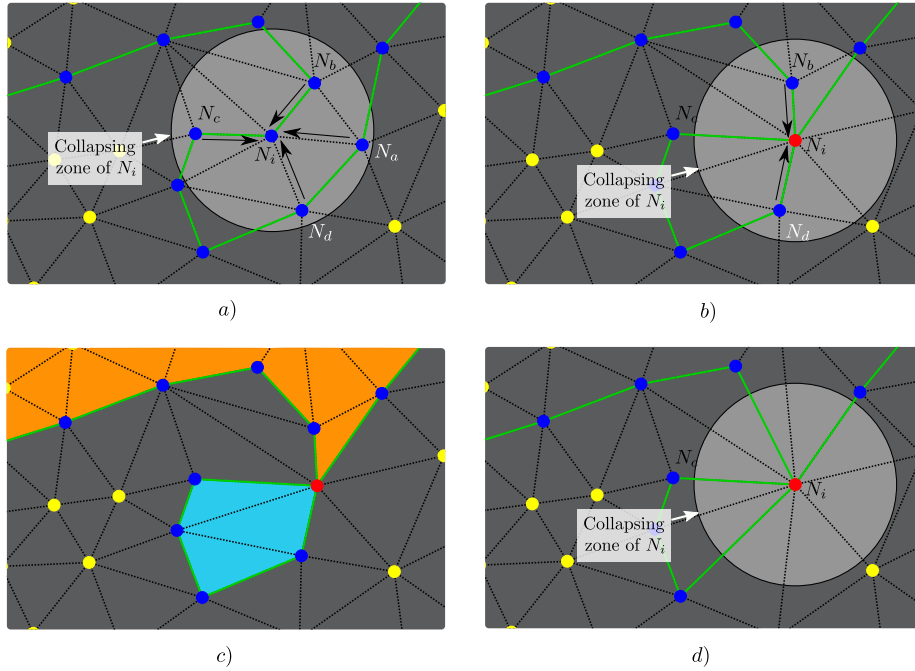 N_b
N_c
Collapsing
zone of N_i
N_i
N_a
N_d
a)
N_b
N_c
N_i
Collapsing
zone of N_i
N_d
b)
c)
N_c
N_i
Collapsing
zone of N_i
d)